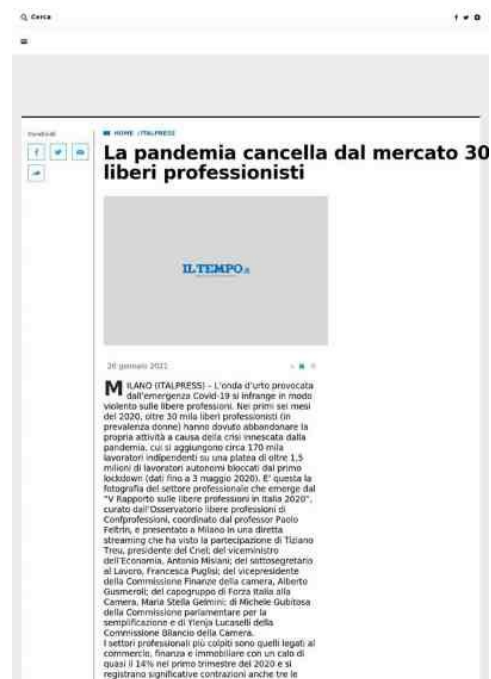 Cerca
Condividi
HOME / ITALPRESS
La pandemia cancella dal mercato 30
liberi professionisti
IL TEMPO.it
26 gennaio 2021
MILANO (ITALPRESS) - L'onda d'urto provocata
dall'emergenza Covid-19 si infrange in modo
violento sulle libere professioni. Nei primi sei mesi
del 2020, oltre 30 mila liberi professionisti (in
prevalenza donne) hanno dovuto abbandonare la
propria attività a causa della crisi innescata dalla
pandemia, cui si aggiungono circa 170 mila
lavoratori indipendenti su una platea di oltre 1,5
milioni di lavoratori autonomi bloccati dal primo
lockdown (dati fino a 3 maggio 2020). E' questa la
fotografia del settore professionale che emerge dal
"V Rapporto sulle libere professioni in Italia 2020",
curato dall'Osservatorio libere professioni di
Confprofessioni, coordinato dal professor Paolo
Feltrin, e presentato a Milano in una diretta
streaming che ha visto la partecipazione di Tiziano
Treu, presidente del Cnel; del viceministro
dell'Economia, Antonio Misiani; del sottosegretario
al Lavoro, Francesca Puglisi; del vicepresidente
della Commissione Finanze della camera, Alberto
Gusmeroli; del capogruppo di Forza Italia alla
Camera, Maria Stella Gelmini; di Michele Gubitosa
della Commissione parlamentare per la
semplificazione e di Ylenja Lucaselli della
Commissione Bilancio della Camera.
I settori professionali più colpiti sono quelli legati al
commercio, finanza e immobiliare con un calo di
quasi il 14% nel primo trimestre del 2020 e si
registrano significative contrazioni anche tre le